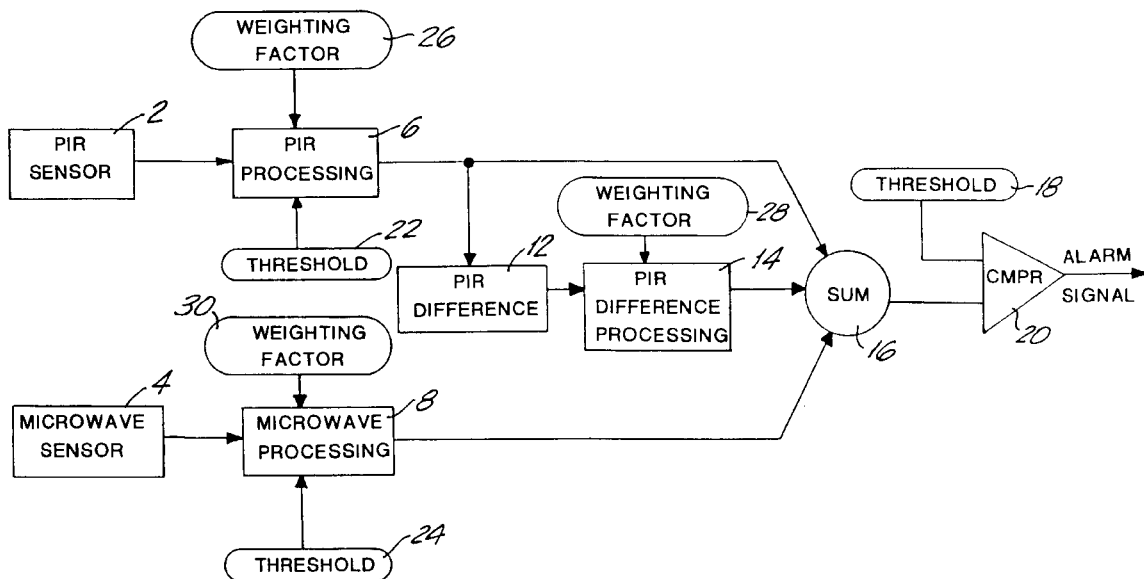 WEIGHTING
FACTOR
26
2
PIR
SENSOR
6
PIR
PROCESSING
22
THRESHOLD
WEIGHTING
FACTOR
28
THRESHOLD
18
12
PIR
DIFFERENCE
14
PIR
DIFFERENCE
PROCESSING
SUM
16
CMPR
20
ALARM
SIGNAL
30
WEIGHTING
FACTOR
4
MICROWAVE
SENSOR
8
MICROWAVE
PROCESSING
24
THRESHOLD